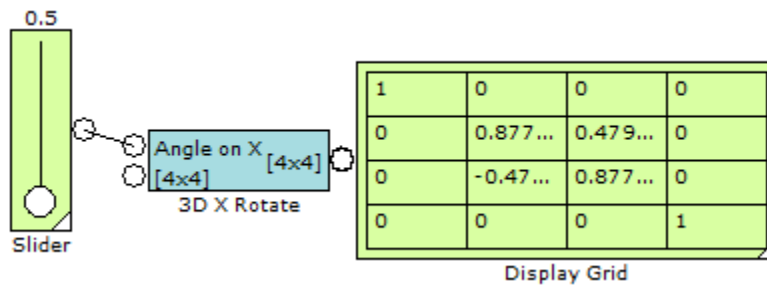 0.5
Slider
Angle on X [4x4]
[4x4]
3D X Rotate
1 0 0 0
0 0.877... 0.479... 0
0 -0.47... 0.877... 0
0 0 0 1
Display Grid